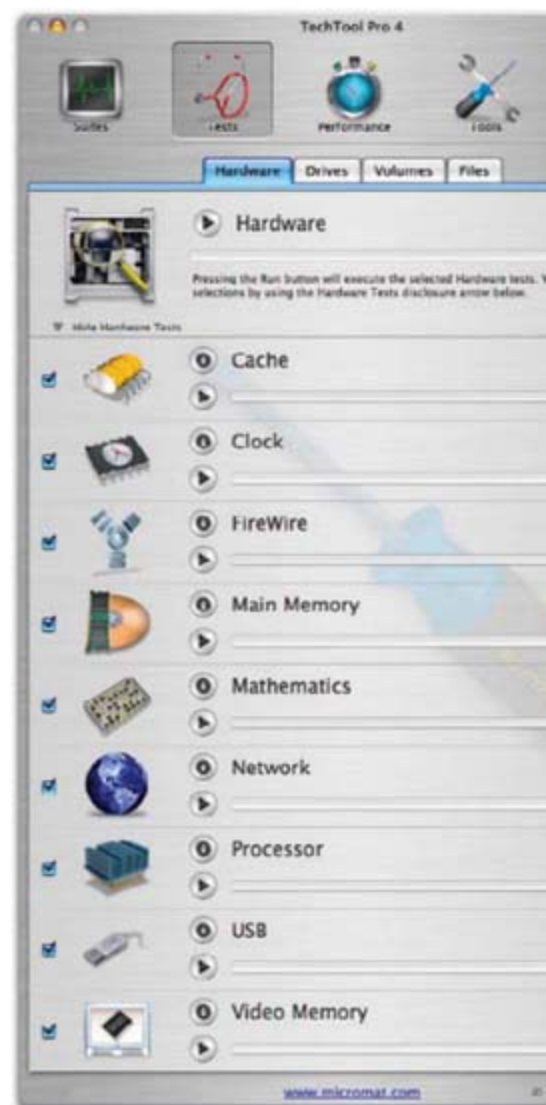 TechTool Pro 4
Suites Tests Performance Tools
Hardware Drives Volumes Files
Hardware
Pressing the Run button will execute the selected Hardware tests.
selections by using the Hardware Tests disclosure arrow below.
Hide Hardware Tests
Cache
Clock
FireWire
Main Memory
Mathematics
Network
Processor
USB
Video Memory
www.micromat.com